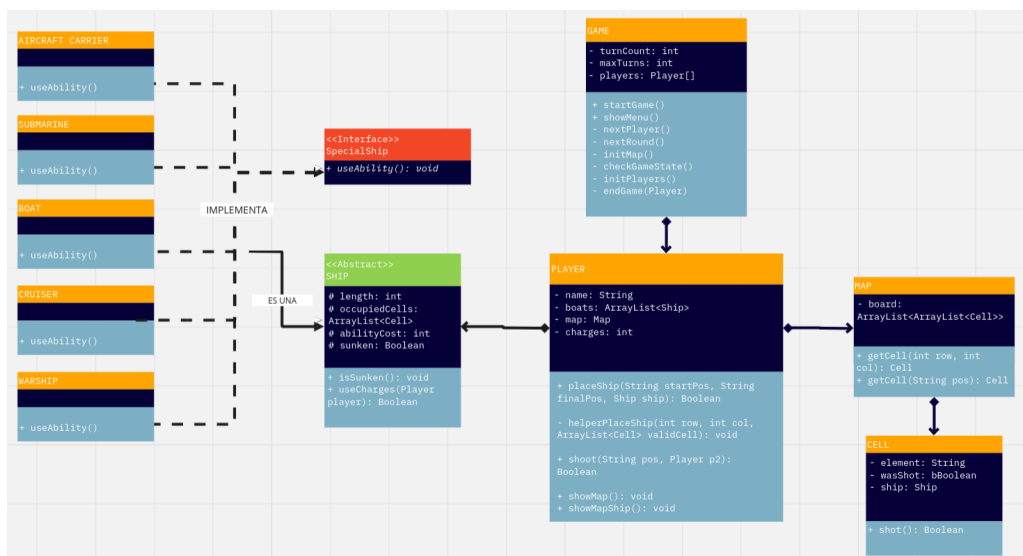 AIRCRAFT CARRIER
+ useAbility()
SUBMARINE
+ useAbility()
BOAT
+ useAbility()
CRUISER
+ useAbility()
WARSHIP
+ useAbility()
IMPLEMENTA
ES UNA
<<Interface>>
SpecialShip
+ useAbility(): void
<<Abstract>>
SHIP
# length: int
# occupiedCells:
ArrayList<Cell>
# abilityCost: int
# sunken: Boolean
+ isSunken(): void
+ useCharges(Player
player): Boolean
GAME
- turnCount: int
- maxTurns: int
- players: Player[]
+ startGame()
+ showMenu()
- nextPlayer()
- nextRound()
- initMap()
- checkGameState()
- initPlayers()
- endGame(Player)
PLAYER
- name: String
- boats: ArrayList<Ship>
- map: Map
- charges: int
+ placeShip(String startPos, String
finalPos, Ship ship): Boolean
- helperPlaceShip(int row, int col,
ArrayList<Cell> validCell): void
+ shoot(String pos, Player p2):
Boolean
+ showMap(): void
+ showMapShip(): void
MAP
- board:
ArrayList<ArrayList<Cell>>
+ getCell(int row, int
col): Cell
+ getCell(String pos): Cell
CELL
- element: String
- wasShot: bBoolean
- ship: Ship
+ shot(): Boolean